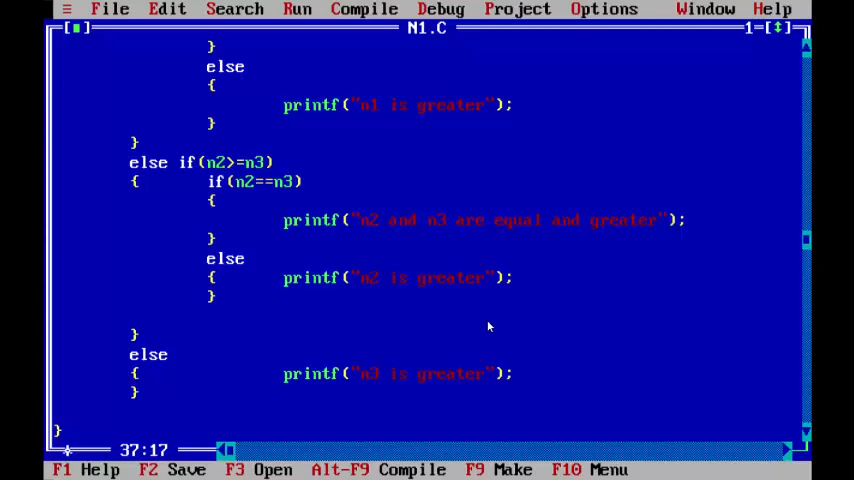 ≡ File Edit Search Run Compile Debug Project Options Window Help
[■] N1.C 1=[↕]
}
else
{
printf("n1 is greater");
}
}
else if(n2>=n3)
{ if(n2==n3)
{
printf("n2 and n3 are equal and greater");
}
else
{ printf("n2 is greater");
}
}
else
{ printf("n3 is greater");
}
}
37:17
F1 Help F2 Save F3 Open Alt-F9 Compile F9 Make F10 Menu